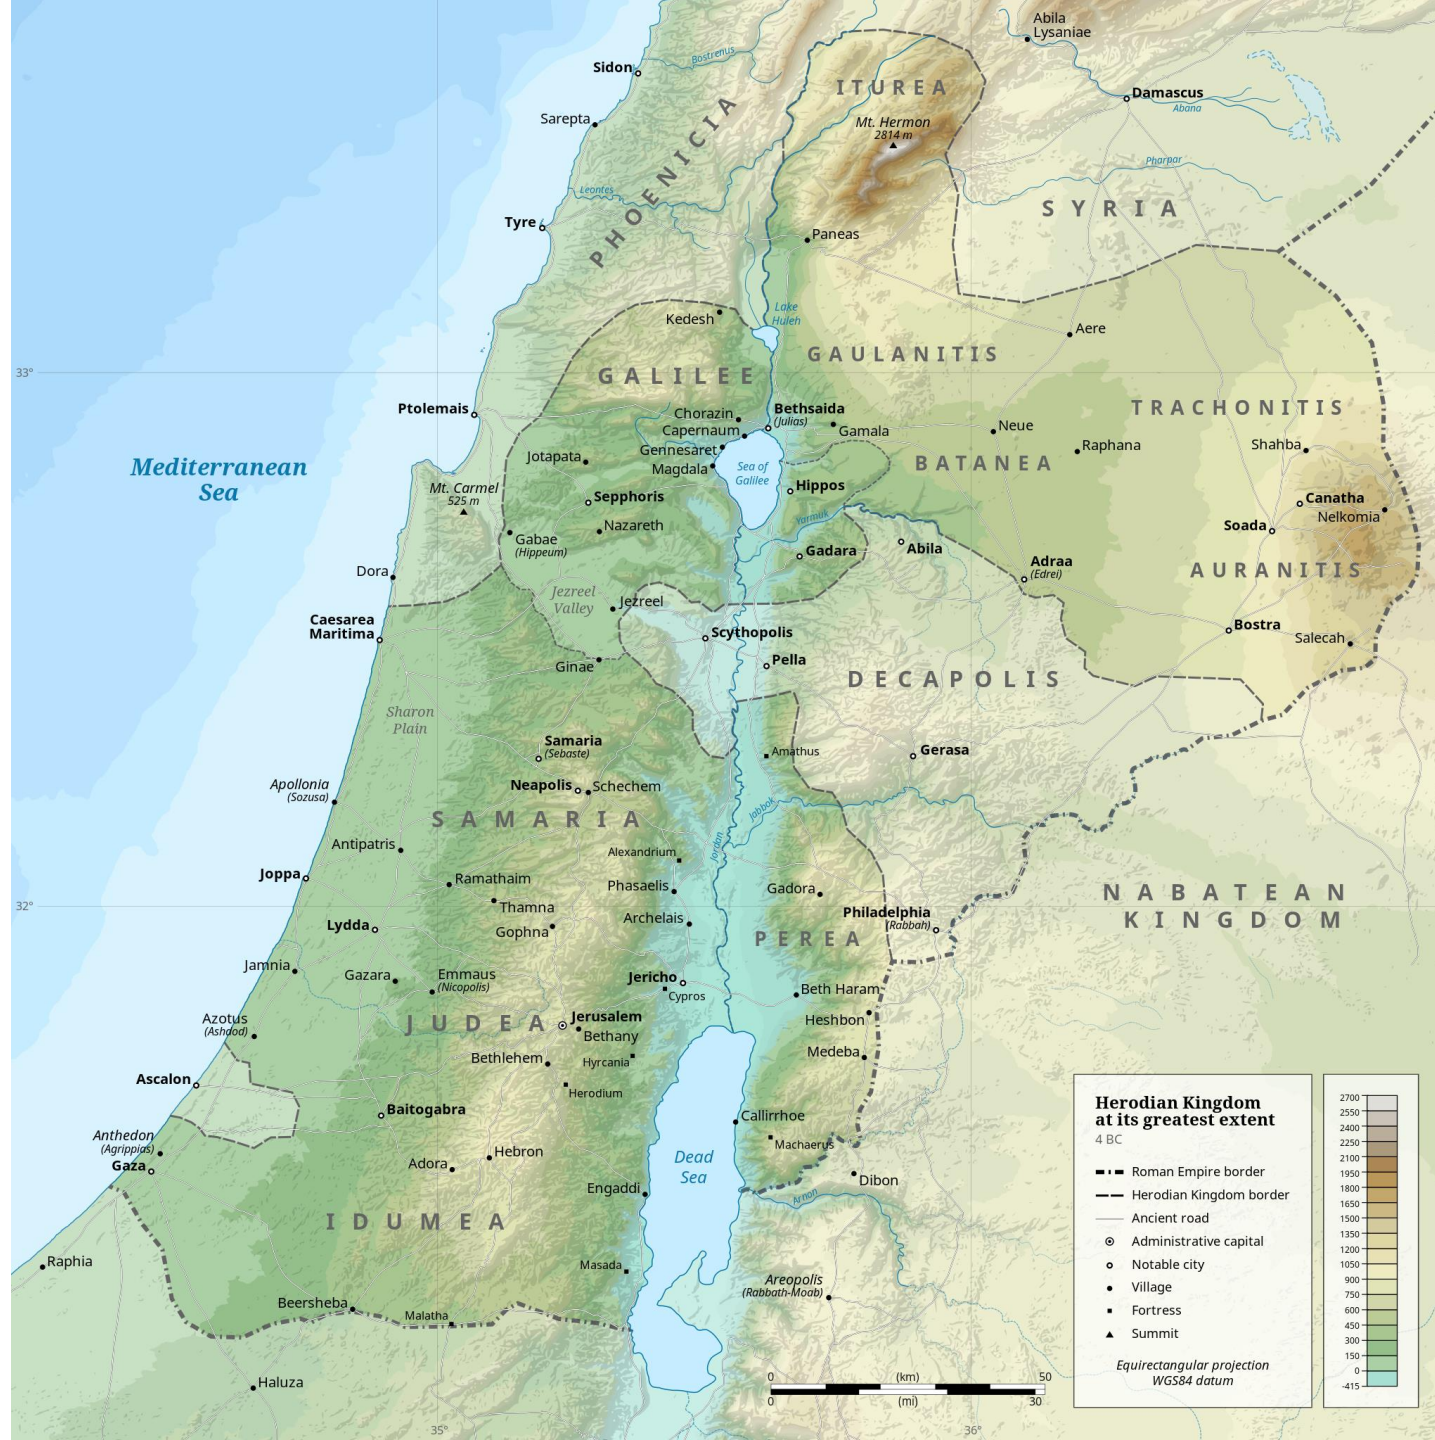 Abila
Lysaniae
Sidon
Bostrenus
ITUREA
Damascus
Abana
Sarepta
Mt. Hermon
2814 m
PHOENICIA
Pharpar
Leontes
SYRIA
Tyre
Paneas
Lake
Huleh
Kedesh
Aere
GAULANITIS
33°
GALILEE
Ptolemais
Chorazin
Bethsaida
(Julias)
TRACHONITIS
Capernaum
Gamala
Neue
Gennesaret
Raphana
Shahba
Jotapata
Magdala
Sea of
Galilee
BATANEA
Mediterranean
Sea
Mt. Carmel
525 m
Sepphoris
Hippos
Canatha
Nelkomia
Yarmuk
Nazareth
Soada
Gabae
(Hippeum)
Gadara
Abila
Dora
Adraa
(Edrei)
AURANITIS
Jezreel
Valley
Jezreel
Caesarea
Maritima
Scythopolis
Bostra
Salecah
Ginae
Pella
DECAPOLIS
Sharon
Plain
Samaria
(Sebaste)
Amathus
Gerasa
Apollonia
(Sozusa)
Neapolis
Schechem
Jabbok
SAMARIA
Jordan
Antipatris
Alexandrium
Joppa
Ramathaim
Phasaelis
Gadora
NABATEAN
KINGDOM
32°
Thamna
Archelais
Philadelphia
(Rabbah)
Lydda
Gophna
PEREA
Jamnia
Gazara
Emmaus
(Nicopolis)
Jericho
Cypros
Beth Haram
Azotus
(Ashdod)
JUDEA
Jerusalem
Bethany
Heshbon
Bethlehem
Hyrcania
Medeba
Ascalon
Herodium
Baitogabra
Callirrhoe
Anthedon
(Agrippias)
Machaerus
Gaza
Adora
Hebron
Dead
Sea
Dibon
Engaddi
Arnon
IDUMEA
Raphia
Masada
Areopolis
(Rabbath-Moab)
Beersheba
Malatha
Haluza
35°
36°
0
(km)
50
0
(mi)
30
Herodian Kingdom
at its greatest extent
4 BC
Roman Empire border
Herodian Kingdom border
Ancient road
Administrative capital
Notable city
Village
Fortress
Summit
Equirectangular projection
WGS84 datum
2700
2550
2400
2250
2100
1950
1800
1650
1500
1350
1200
1050
900
750
600
450
300
150
0
-415